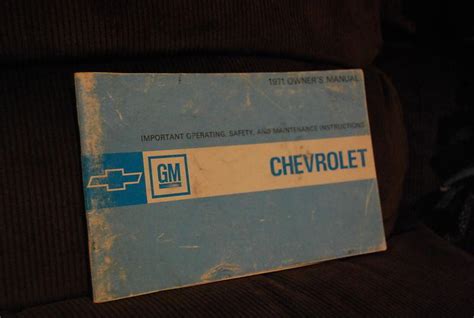 1971 OWNER'S MANUAL
IMPORTANT OPERATING, SAFETY, AND MAINTENANCE INSTRUCTIONS
GM
CHEVROLET